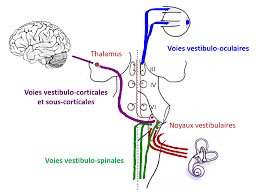 Voies vestibulo-oculaires
Thalamus
III
IV
Voies vestibulo-corticales
et sous-corticales
VI
Noyaux vestibulaires
Voies vestibulo-spinales